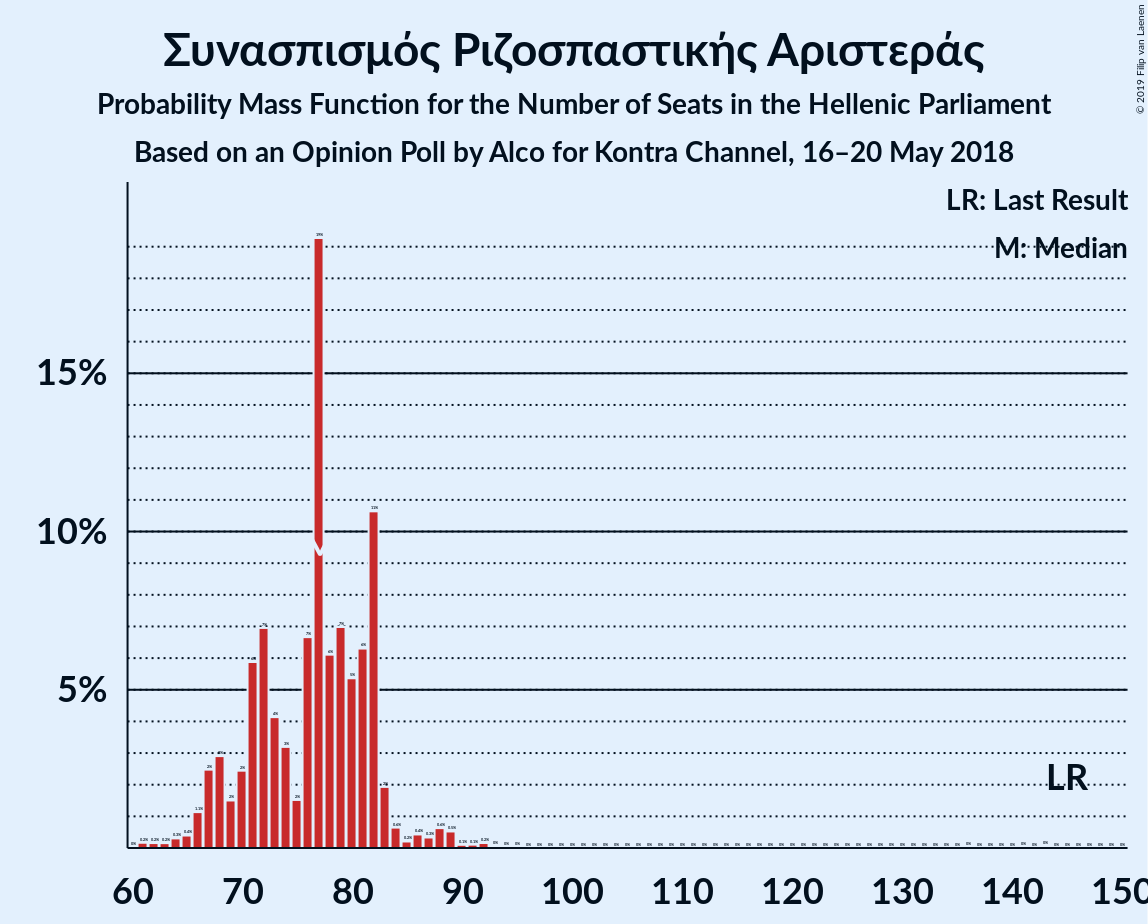 Συνασπισμός Ριζοσπαστικής Αριστεράς
Probability Mass Function for the Number of Seats in the Hellenic Parliament
Based on an Opinion Poll by Alco for Kontra Channel, 16–20 May 2018
© 2019 Filip van Laenen
LR: Last Result
M: Median
15%
10%
5%
LR
60 70 80 90 100 110 120 130 140 150